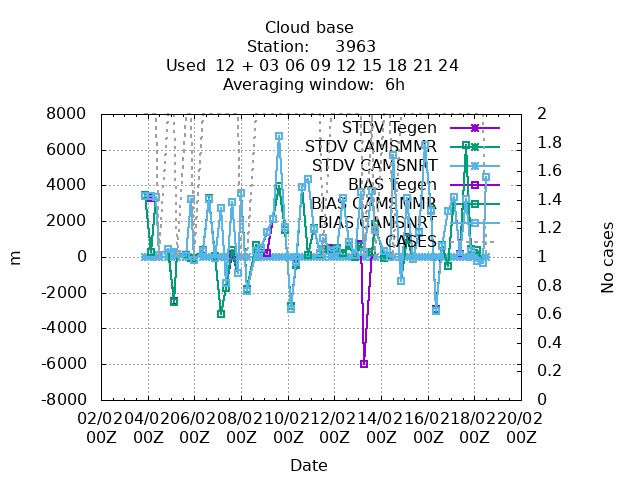 Cloud base
Station: 3963
Used 12 + 03 06 09 12 15 18 21 24
Averaging window: 6h
8000
6000
4000
2000
0
-2000
-4000
-6000
-8000
m
2
1.8
1.6
1.4
1.2
1
0.8
0.6
0.4
0.2
0
No cases
STDV Tegen
STDV CAMSMMR
STDV CAMSNRT
BIAS Tegen
BIAS CAMSMMR
BIAS CAMSNRT
CASES
02/02 04/02 06/02 08/02 10/02 12/02 14/02 16/02 18/02 20/02
00Z 00Z 00Z 00Z 00Z 00Z 00Z 00Z 00Z 00Z
Date